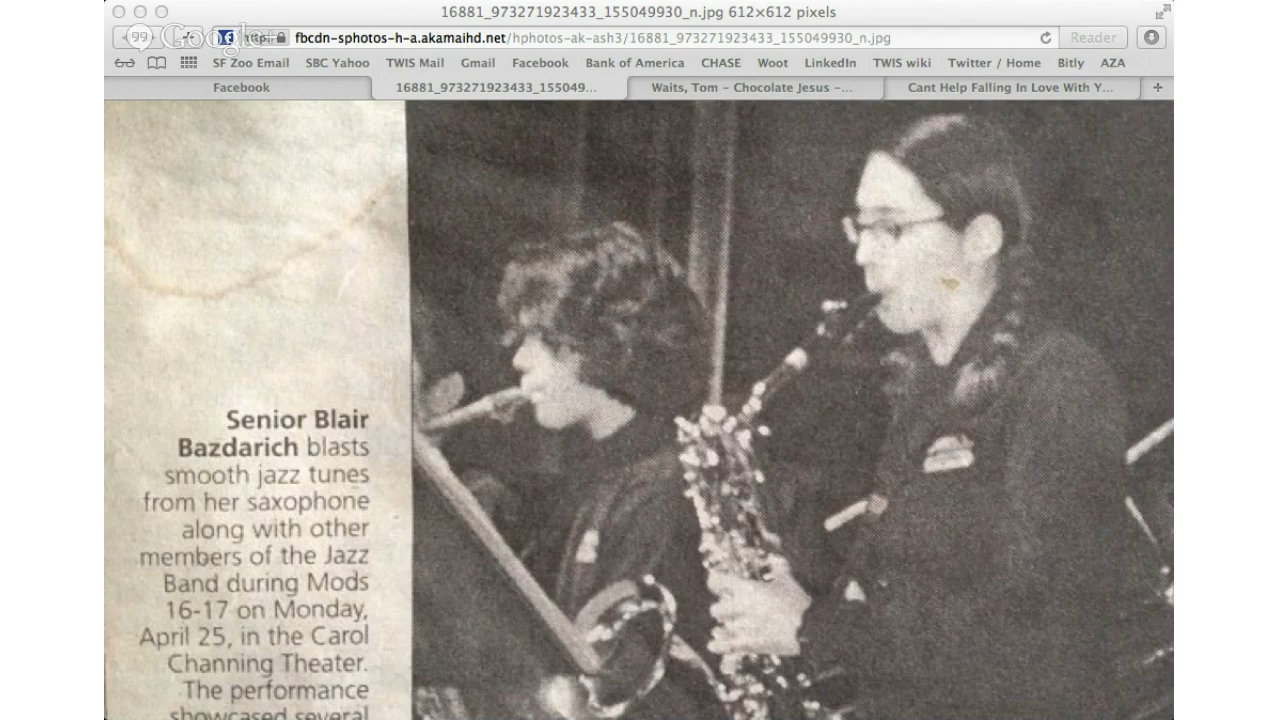 16881_973271923433_155049930_n.jpg 612×612 pixels
Google+
fbcdn-sphotos-h-a.akamaihd.net/hphotos-ak-ash3/16881_973271923433_155049930_n.jpg
Reader
SF Zoo Email SBC Yahoo TWIS Mail Gmail Facebook Bank of America CHASE Woot LinkedIn TWIS wiki Twitter / Home Bitly AZA
Facebook 16881_973271923433_155049... Waits, Tom – Chocolate Jesus –... Cant Help Falling In Love With Y... +
Senior Blair
Bazdarich blasts
smooth jazz tunes
from her saxophone
along with other
members of the Jazz
Band during Mods
16-17 on Monday,
April 25, in the Carol
Channing Theater.
The performance
showcased several